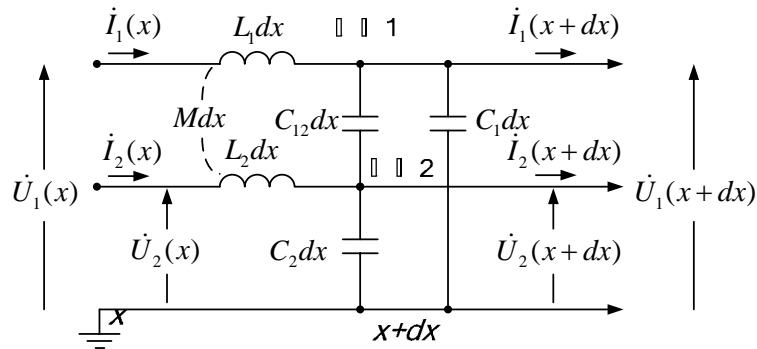 İ₁(x) L₁dx 1 İ₁(x+dx)
Mdx C₁₂dx C₁dx
İ₂(x) L₂dx 2 İ₂(x+dx)
U̇₁(x) U̇₁(x+dx)
U̇₂(x) C₂dx U̇₂(x+dx)
x x+dx